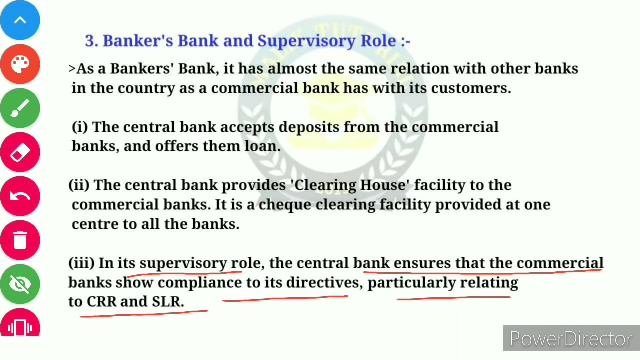 3. Banker's Bank and Supervisory Role :-
>As a Bankers' Bank, it has almost the same relation with other banks
in the country as a commercial bank has with its customers.
(i) The central bank accepts deposits from the commercial
banks, and offers them loan.
(ii) The central bank provides 'Clearing House' facility to the
commercial banks. It is a cheque clearing facility provided at one
centre to all the banks.
(iii) In its supervisory role, the central bank ensures that the commercial
banks show compliance to its directives, particularly relating
to CRR and SLR.
PowerDirector